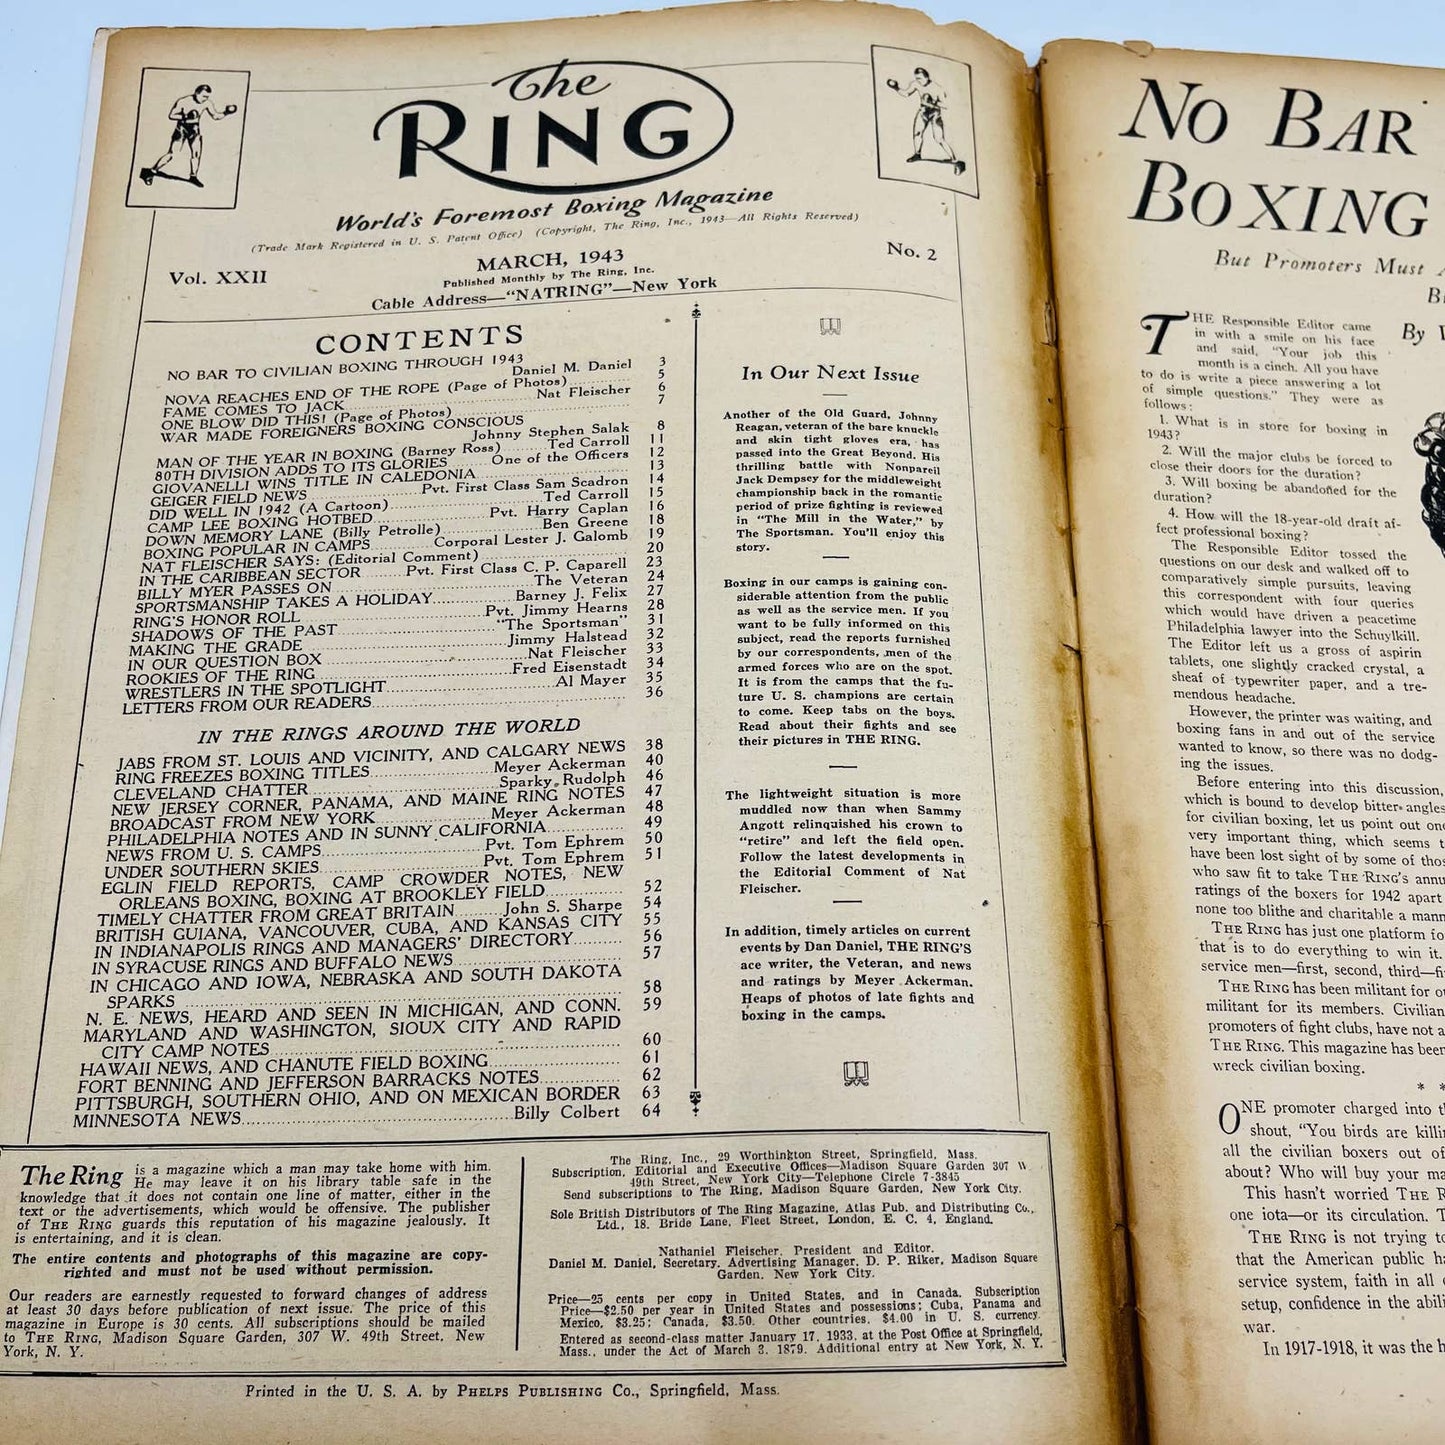 The
RING
World's Foremost Boxing Magazine
(Trade Mark Registered in U. S. Patent Office) (Copyright, The Ring, Inc., 1943—All Rights Reserved)
Vol. XXII
MARCH, 1943
No. 2
Published Monthly by The Ring, Inc.
Cable Address—"NATRING"—New York
CONTENTS
NO BAR TO CIVILIAN BOXING THROUGH 1943
Daniel M. Daniel 3
NOVA REACHES END OF THE ROPE (Page of Photos) 5
FAME COMES TO JACK Nat Fleischer 6
ONE BLOW DID THIS! (Page of Photos) 7
WAR MADE FOREIGNERS BOXING CONSCIOUS
Johnny Stephen Salak 8
MAN OF THE YEAR IN BOXING (Barney Ross) Ted Carroll 11
80TH DIVISION ADDS TO ITS GLORIES One of the Officers 12
GIOVANELLI WINS TITLE IN CALEDONIA 13
GEIGER FIELD NEWS Pvt. First Class Sam Scadron 14
DID WELL IN 1942 (A Cartoon) Ted Carroll 15
CAMP LEE BOXING HOTBED Pvt. Harry Caplan 16
DOWN MEMORY LANE (Billy Petrolle) Ben Greene 18
BOXING POPULAR IN CAMPS Corporal Lester J. Galomb 19
NAT FLEISCHER SAYS: (Editorial Comment) 20
IN THE CARIBBEAN SECTOR Pvt. First Class C. P. Caparell 23
BILLY MYER PASSES ON The Veteran 24
SPORTSMANSHIP TAKES A HOLIDAY Barney J. Felix 27
RING'S HONOR ROLL Pvt. Jimmy Hearns 28
SHADOWS OF THE PAST "The Sportsman" 31
MAKING THE GRADE Jimmy Halstead 32
IN OUR QUESTION BOX Nat Fleischer 33
ROOKIES OF THE RING Fred Eisenstadt 34
WRESTLERS IN THE SPOTLIGHT Al Mayer 35
LETTERS FROM OUR READERS 36
IN THE RINGS AROUND THE WORLD
JABS FROM ST. LOUIS AND VICINITY, AND CALGARY NEWS 38
RING FREEZES BOXING TITLES Meyer Ackerman 40
CLEVELAND CHATTER Sparky Rudolph 46
NEW JERSEY CORNER, PANAMA, AND MAINE RING NOTES 47
BROADCAST FROM NEW YORK Meyer Ackerman 48
PHILADELPHIA NOTES AND IN SUNNY CALIFORNIA 49
NEWS FROM U. S. CAMPS Pvt. Tom Ephrem 50
UNDER SOUTHERN SKIES Pvt. Tom Ephrem 51
EGLIN FIELD REPORTS, CAMP CROWDER NOTES, NEW
ORLEANS BOXING, BOXING AT BROOKLEY FIELD 52
TIMELY CHATTER FROM GREAT BRITAIN John S. Sharpe 54
BRITISH GUIANA, VANCOUVER, CUBA, AND KANSAS CITY 55
IN INDIANAPOLIS RINGS AND MANAGERS' DIRECTORY 56
IN SYRACUSE RINGS AND BUFFALO NEWS 57
IN CHICAGO AND IOWA, NEBRASKA AND SOUTH DAKOTA
SPARKS 58
N. E. NEWS, HEARD AND SEEN IN MICHIGAN, AND CONN. 59
MARYLAND AND WASHINGTON, SIOUX CITY AND RAPID
CITY CAMP NOTES 60
HAWAII NEWS, AND CHANUTE FIELD BOXING 61
FORT BENNING AND JEFFERSON BARRACKS NOTES 62
PITTSBURGH, SOUTHERN OHIO, AND ON MEXICAN BORDER 63
MINNESOTA NEWS Billy Colbert 64
In Our Next Issue
Another of the Old Guard, Johnny
Reagan, veteran of the bare knuckle
and skin tight gloves era, has
passed into the Great Beyond. His
thrilling battle with Nonpareil
Jack Dempsey for the middleweight
championship back in the romantic
period of prize fighting is reviewed
in "The Mill in the Water," by
The Sportsman. You'll enjoy this
story.
Boxing in our camps is gaining con-
siderable attention from the public
as well as the service men. If you
want to be fully informed on this
subject, read the reports furnished
by our correspondents, men of the
armed forces who are on the spot.
It is from the camps that the fu-
ture U. S. champions are certain
to come. Keep tabs on the boys.
Read about their fights and see
their pictures in THE RING.
The lightweight situation is more
muddled now than when Sammy
Angott relinquished his crown to
"retire" and left the field open.
Follow the latest developments in
the Editorial Comment of Nat
Fleischer.
In addition, timely articles on current
events by Dan Daniel, THE RING'S
ace writer, the Veteran, and news
and ratings by Meyer Ackerman.
Heaps of photos of late fights and
boxing in the camps.
The Ring is a magazine which a man may take home with him.
He may leave it on his library table safe in the
knowledge that it does not contain one line of matter, either in the
text or the advertisements, which would be offensive. The publisher
of THE RING guards this reputation of his magazine jealously. It
is entertaining, and it is clean.
The entire contents and photographs of this magazine are copy-
righted and must not be used without permission.
Our readers are earnestly requested to forward changes of address
at least 30 days before publication of next issue. The price of this
magazine in Europe is 30 cents. All subscriptions should be mailed
to THE RING, Madison Square Garden, 307 W. 49th Street, New
York, N. Y.
The Ring, Inc., 29 Worthington Street, Springfield, Mass.
Subscription, Editorial and Executive Offices—Madison Square Garden 307 W
49th Street, New York City—Telephone Circle 7-3845
Send subscriptions to The Ring, Madison Square Garden, New York City.
Sole British Distributors of The Ring Magazine, Atlas Pub. and Distributing Co.,
Ltd., 18. Bride Lane, Fleet Street, London, E. C. 4, England.
Nathaniel Fleischer, President and Editor.
Daniel M. Daniel, Secretary. Advertising Manager, D. P. Riker, Madison Square
Garden, New York City.
Price—25 cents per copy in United States, and in Canada. Subscription
Price—$2.50 per year in United States and possessions; Cuba, Panama and
Mexico, $3.25; Canada, $3.50. Other countries, $4.00 in U. S. currency.
Entered as second-class matter January 17, 1933, at the Post Office at Springfield,
Mass., under the Act of March 3, 1879. Additional entry at New York, N. Y.
Printed in the U. S. A. by PHELPS PUBLISHING CO., Springfield, Mass.
NO BAR
BOXING
But Promoters Must
By
THE Responsible Editor came
in with a smile on his face
and said, "Your job this
month is a cinch. All you have
to do is write a piece answering a lot
of simple questions." They were as
follows:
1. What is in store for boxing in
1943?
2. Will the major clubs be forced to
close their doors for the duration?
3. Will boxing be abandoned for the
duration?
4. How will the 18-year-old draft af-
fect professional boxing?
The Responsible Editor tossed the
questions on our desk and walked off to
comparatively simple pursuits, leaving
this correspondent with four queries
which would have driven a peacetime
Philadelphia lawyer into the Schuylkill.
The Editor left us a gross of aspirin
tablets, one slightly cracked crystal, a
sheaf of typewriter paper, and a tre-
mendous headache.
However, the printer was waiting, and
boxing fans in and out of the service
wanted to know, so there was no dodg-
ing the issues.
Before entering into this discussion,
which is bound to develop bitter angles
for civilian boxing, let us point out one
very important thing, which seems
have been lost sight of by some of
who saw fit to take THE RING'S
ratings of the boxers for 1942 apart
none too blithe and charitable a
THE RING has just one platform
that is to do everything to win it.
service men—first, second, third—
THE RING has been militant for
militant for its members. Civilian
promoters of fight clubs, have not
THE RING. This magazine has been
wreck civilian boxing.
* *
ONE promoter charged into
shout, "You birds are
all the civilian boxers out of
about? Who will buy your
This hasn't worried THE
one iota—or its circulation.
THE RING is not trying
that the American public
service system, faith in all
setup, confidence in the
war.
In 1917-1918, it was the